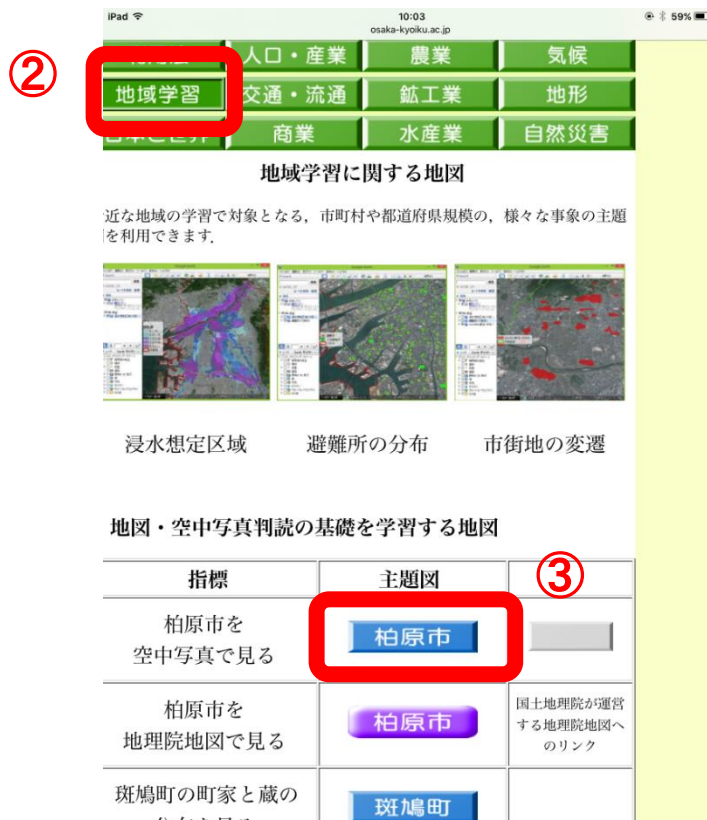 iPad 10:03 59%
osaka-kyoiku.ac.jp
②
人口・産業 農業 気候
地域学習 交通・流通 鉱工業 地形
商業 水産業 自然災害
地域学習に関する地図
近な地域の学習で対象となる，市町村や都道府県規模の，様々な事象の主題
を利用できます．
浸水想定区域 避難所の分布 市街地の変遷
地図・空中写真判読の基礎を学習する地図
③
指標 主題図
柏原市を
空中写真で見る
柏原市
柏原市を
地理院地図で見る
柏原市
国土地理院が運営
する地理院地図へ
のリンク
斑鳩町の町家と蔵の
斑鳩町